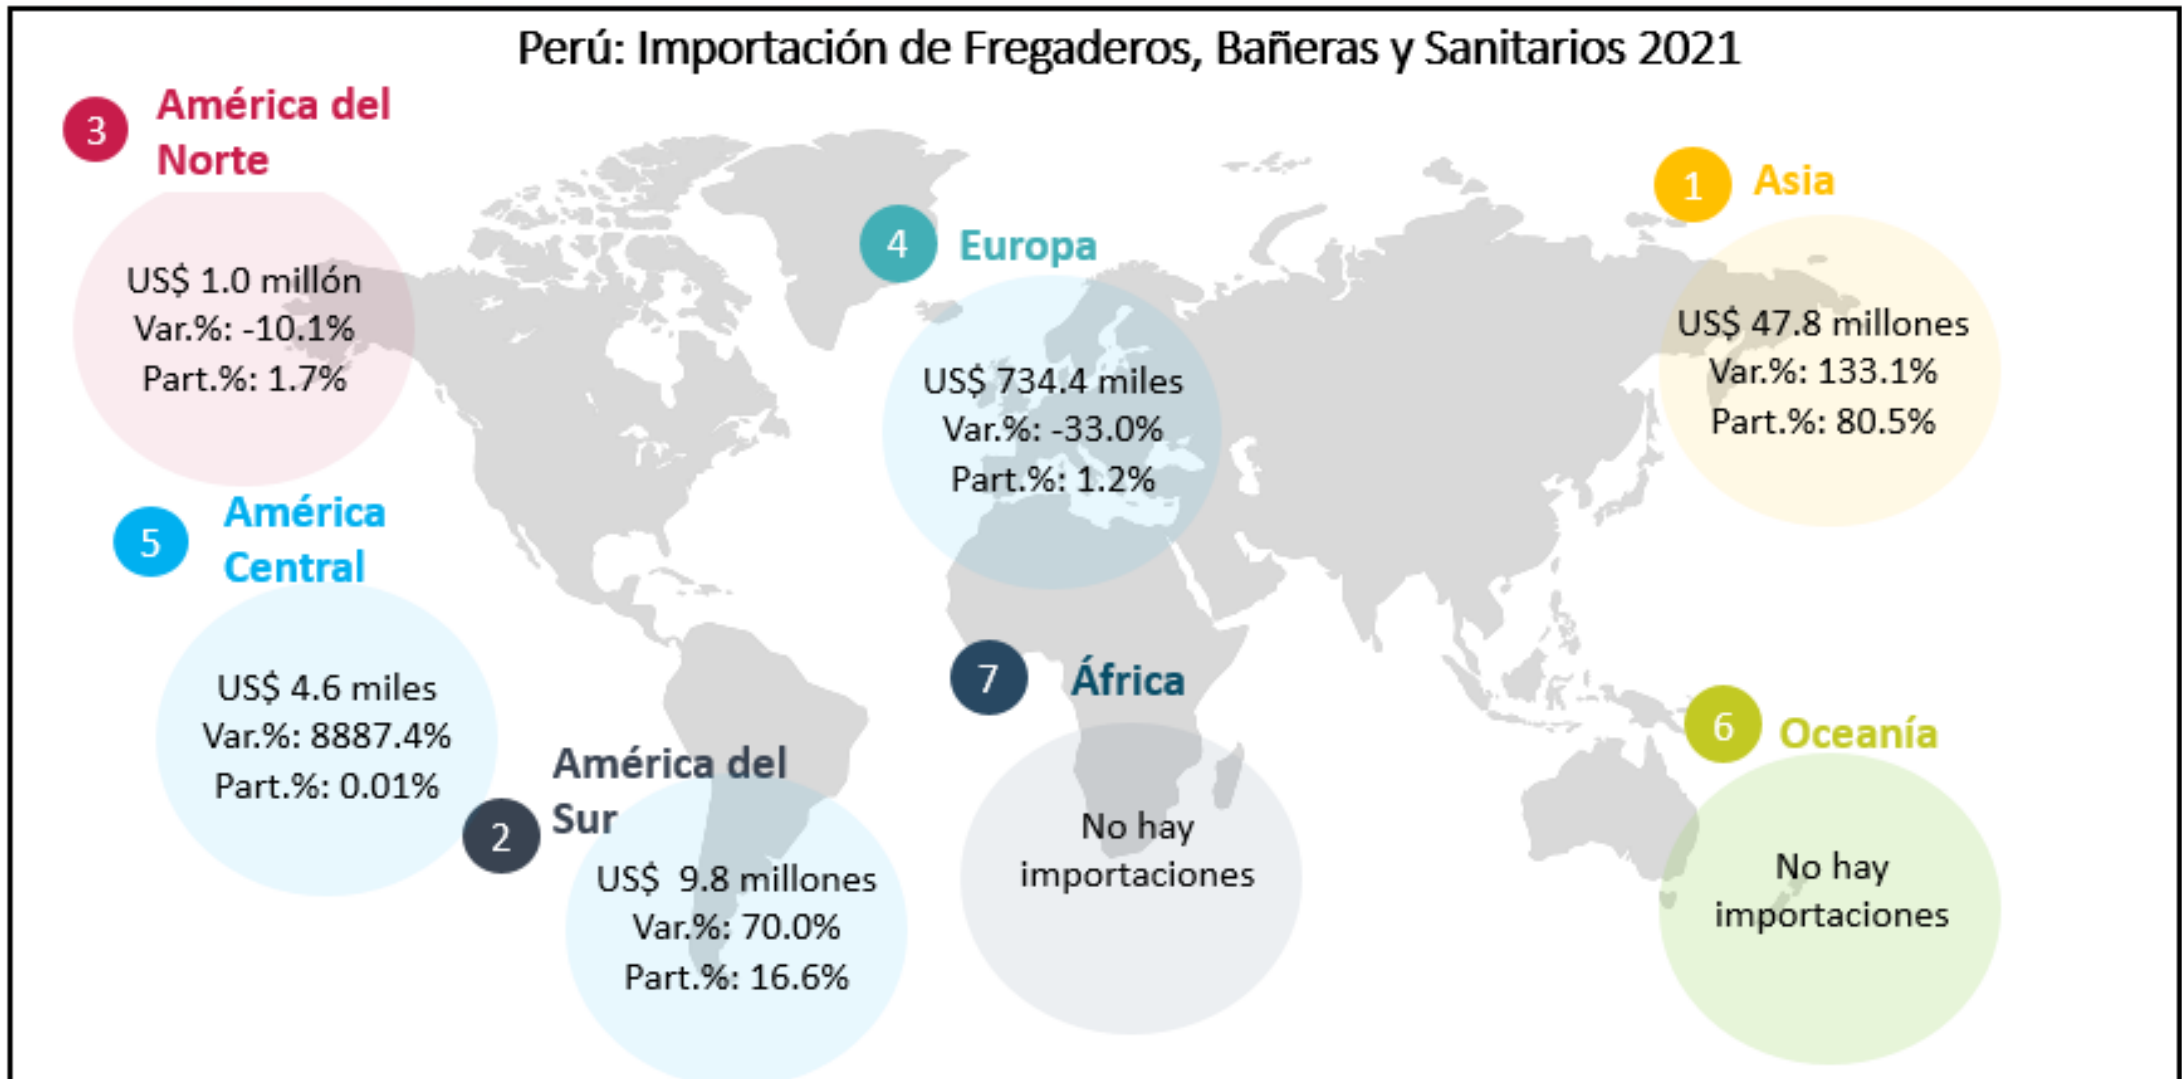 Perú: Importación de Fregaderos, Bañeras y Sanitarios 2021
3
América del
Norte
US$ 1.0 millón
Var.%: -10.1%
Part.%: 1.7%
4
Europa
US$ 734.4 miles
Var.%: -33.0%
Part.%: 1.2%
1
Asia
US$ 47.8 millones
Var.%: 133.1%
Part.%: 80.5%
5
América
Central
US$ 4.6 miles
Var.%: 8887.4%
Part.%: 0.01%
2
América del
Sur
US$  9.8 millones
Var.%: 70.0%
Part.%: 16.6%
7
África
No hay
importaciones
6
Oceanía
No hay
importaciones